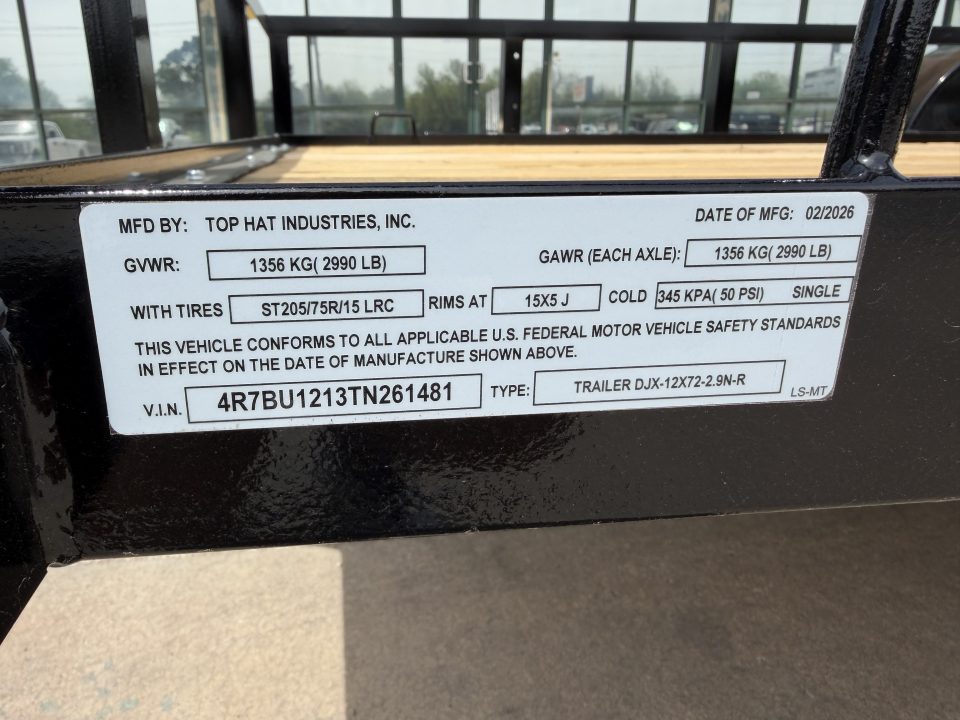 MFD BY: TOP HAT INDUSTRIES, INC. DATE OF MFG: 02/2026
GVWR: 1356 KG( 2990 LB) GAWR (EACH AXLE): 1356 KG( 2990 LB)
WITH TIRES ST205/75R/15 LRC RIMS AT 15X5 J COLD 345 KPA( 50 PSI) SINGLE
THIS VEHICLE CONFORMS TO ALL APPLICABLE U.S. FEDERAL MOTOR VEHICLE SAFETY STANDARDS
IN EFFECT ON THE DATE OF MANUFACTURE SHOWN ABOVE.
V.I.N. 4R7BU1213TN261481 TYPE: TRAILER DJX-12X72-2.9N-R LS-MT